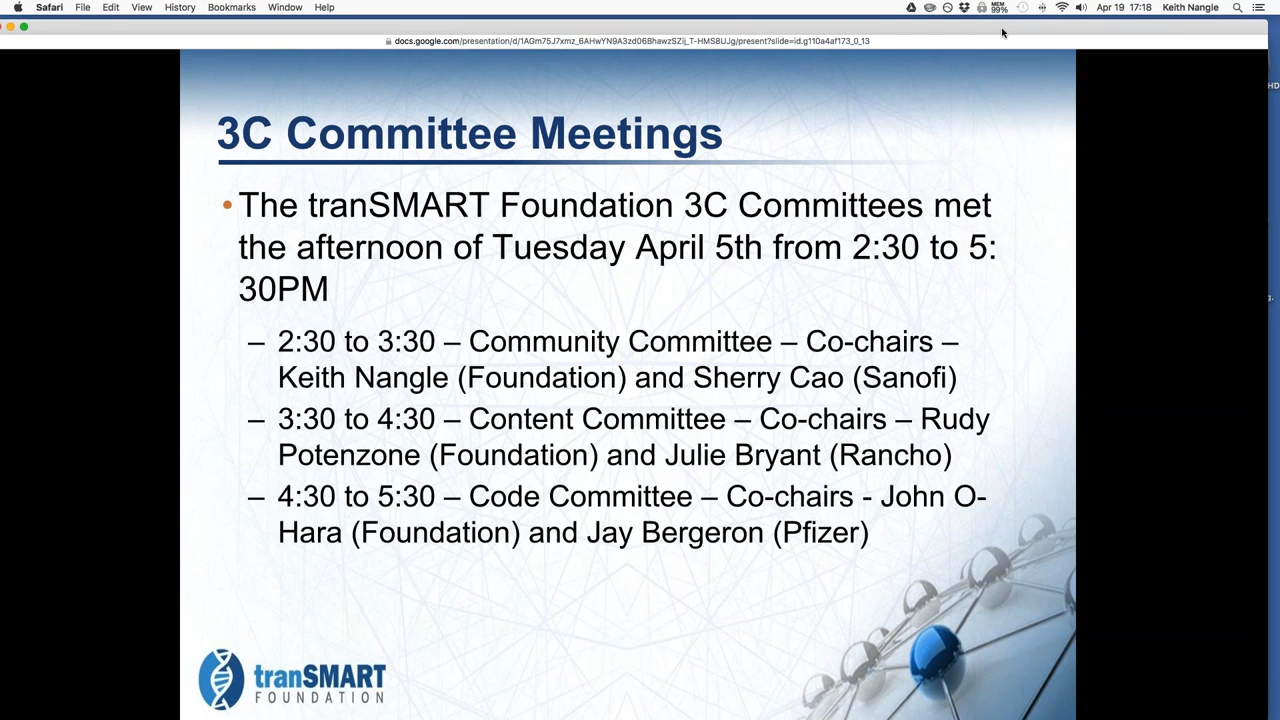 Safari File Edit View History Bookmarks Window Help MEM 99% Apr 19 17:18 Keith Nangle
3C Committee Meetings
•The tranSMART Foundation 3C Committees met
the afternoon of Tuesday April 5th from 2:30 to 5:
30PM
– 2:30 to 3:30 – Community Committee – Co-chairs –
Keith Nangle (Foundation) and Sherry Cao (Sanofi)
– 3:30 to 4:30 – Content Committee – Co-chairs – Rudy
Potenzone (Foundation) and Julie Bryant (Rancho)
– 4:30 to 5:30 – Code Committee – Co-chairs - John O-
Hara (Foundation) and Jay Bergeron (Pfizer)
tranSMART
FOUNDATION